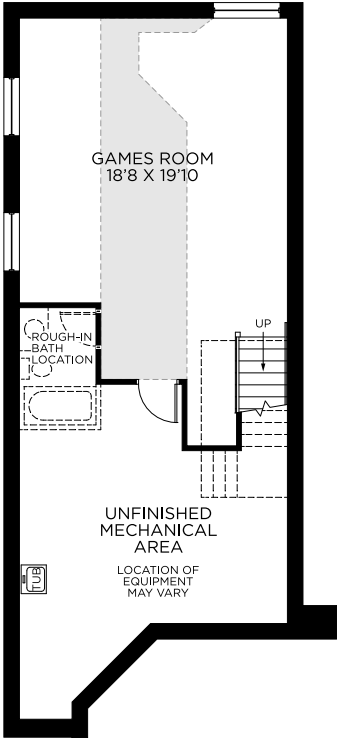 GAMES ROOM
18'8 X 19'10
UP
ROUGH-IN
BATH
LOCATION
UNFINISHED
MECHANICAL
AREA
LOCATION OF
EQUIPMENT
MAY VARY
TUB